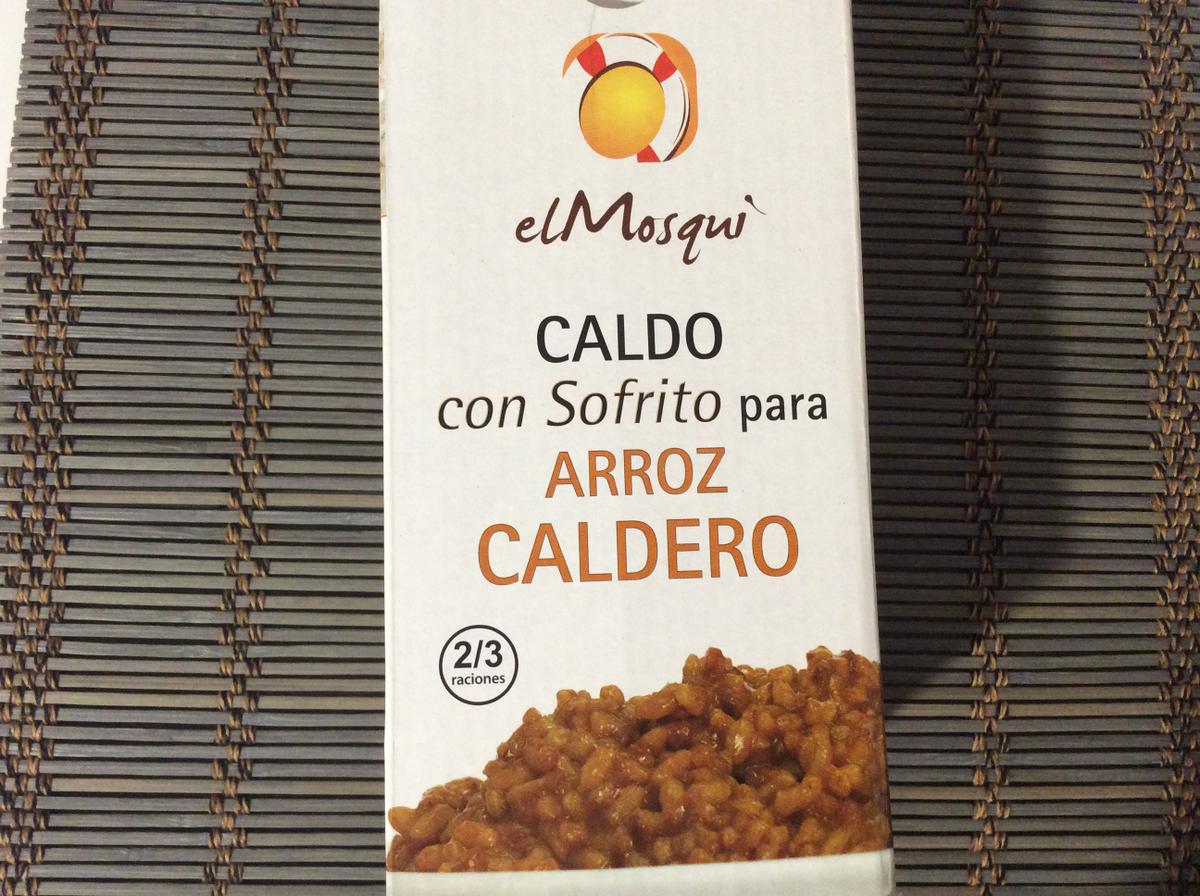 elMosquì
CALDO
con Sofrito para
ARROZ
CALDERO
2/3
raciones